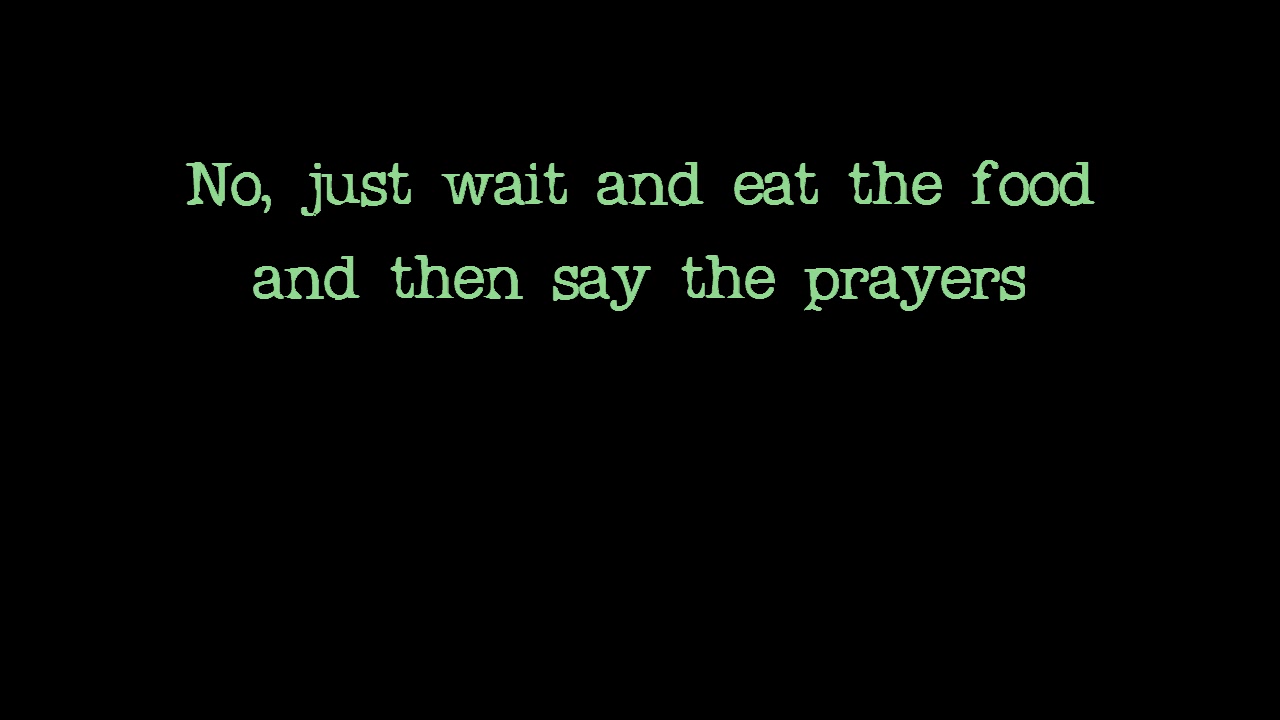 No, just wait and eat the food
and then say the prayers